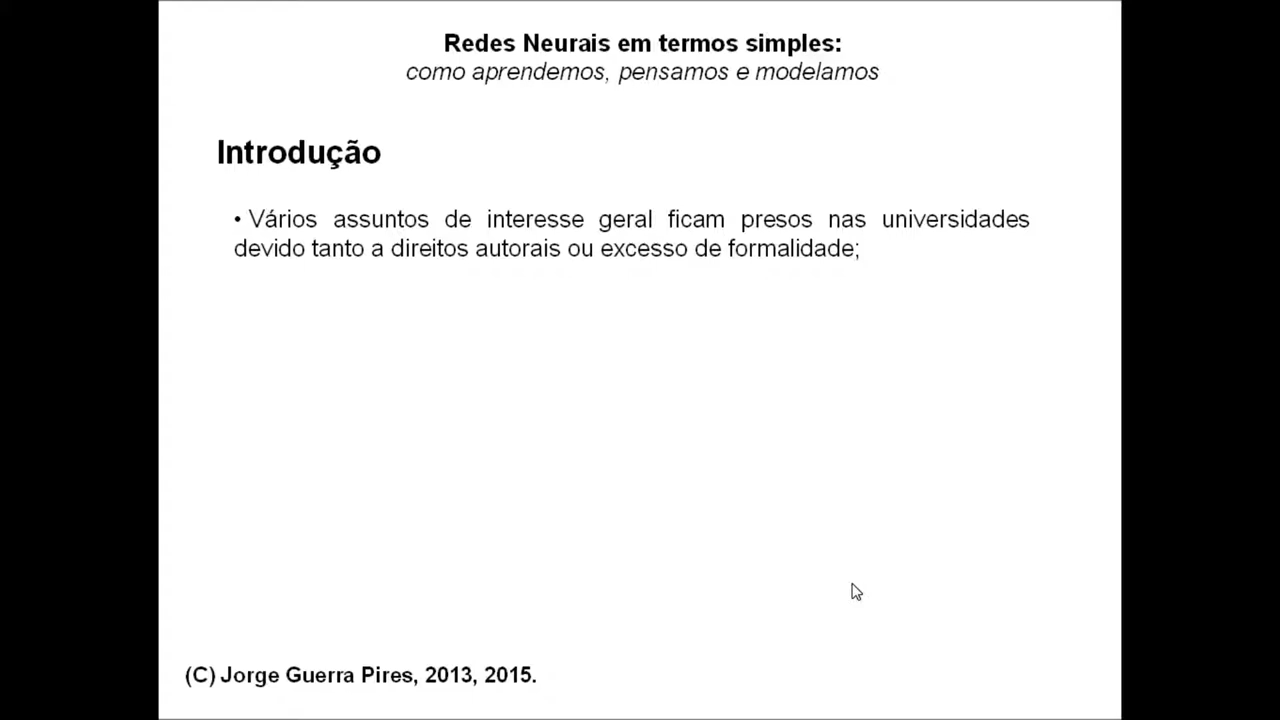 Redes Neurais em termos simples:
como aprendemos, pensamos e modelamos
Introdução
• Vários assuntos de interesse geral ficam presos nas universidades
devido tanto a direitos autorais ou excesso de formalidade;
(C) Jorge Guerra Pires, 2013, 2015.